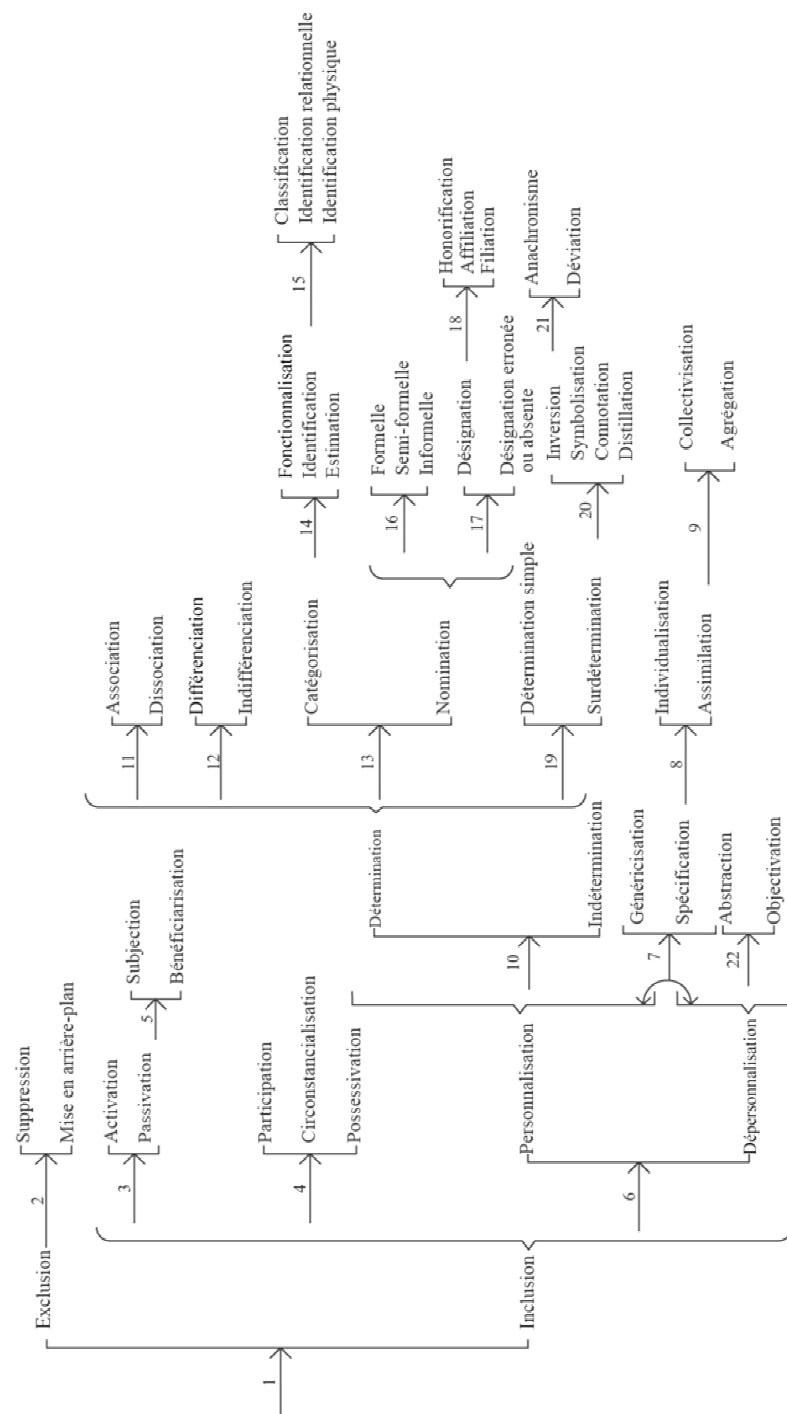 1
Exclusion
Inclusion
2
Suppression
Mise en arrière-plan
3
Activation
Passivation
5
Subjection
Bénéficiarisation
4
Participation
Circonstancialisation
Possessivation
6
Personnalisation
Dépersonnalisation
10
Détermination
Indétermination
7
Généricisation
Spécification
22
Abstraction
Objectivation
11
Association
Dissociation
12
Différenciation
Indifférenciation
13
Catégorisation
Nomination
19
Détermination simple
Surdétermination
8
Individualisation
Assimilation
14
Fonctionnalisation
Identification
Estimation
15
Classification
Identification relationnelle
Identification physique
16
Formelle
Semi-formelle
Informelle
17
Désignation
Désignation erronée
ou absente
18
Honorification
Affiliation
Filiation
20
Inversion
Symbolisation
Connotation
Distillation
21
Anachronisme
Déviation
9
Collectivisation
Agrégation